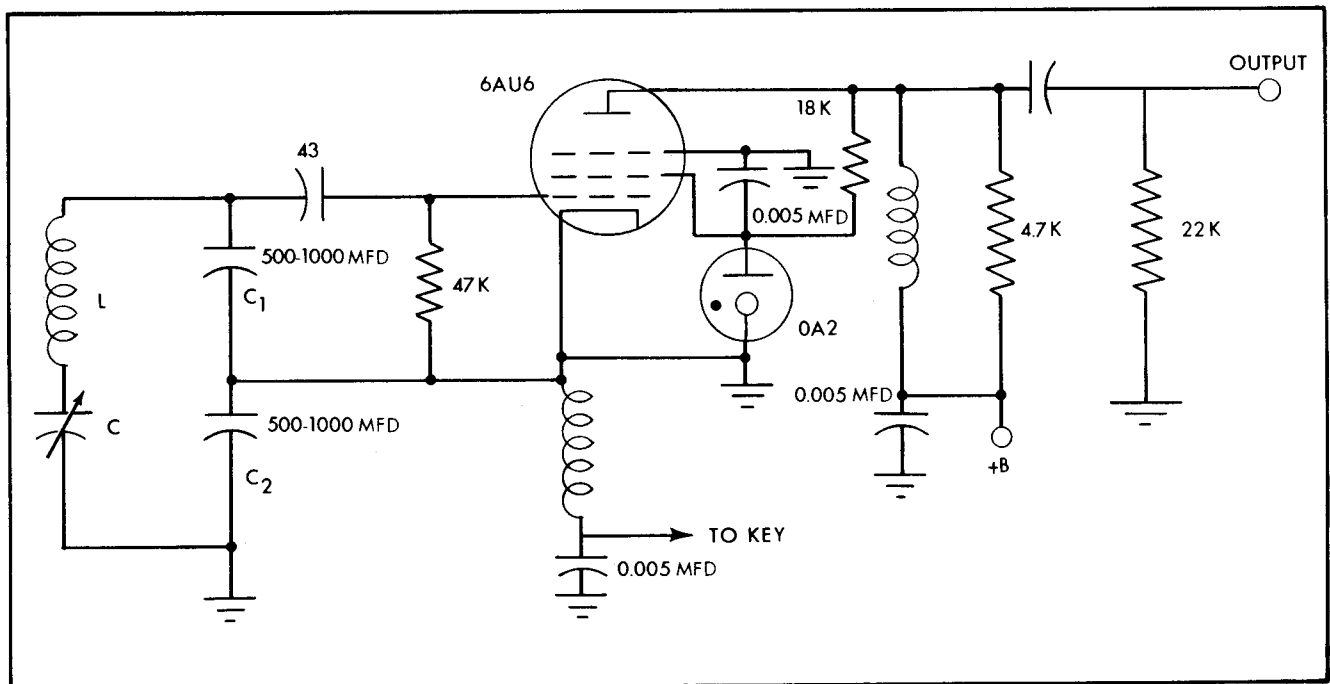 OUTPUT
6AU6
18 K
43
0.005 MFD
500-1000 MFD
4.7 K
22 K
C1
47 K
L
0A2
0.005 MFD
C
500-1000 MFD
+B
C2
TO KEY
0.005 MFD